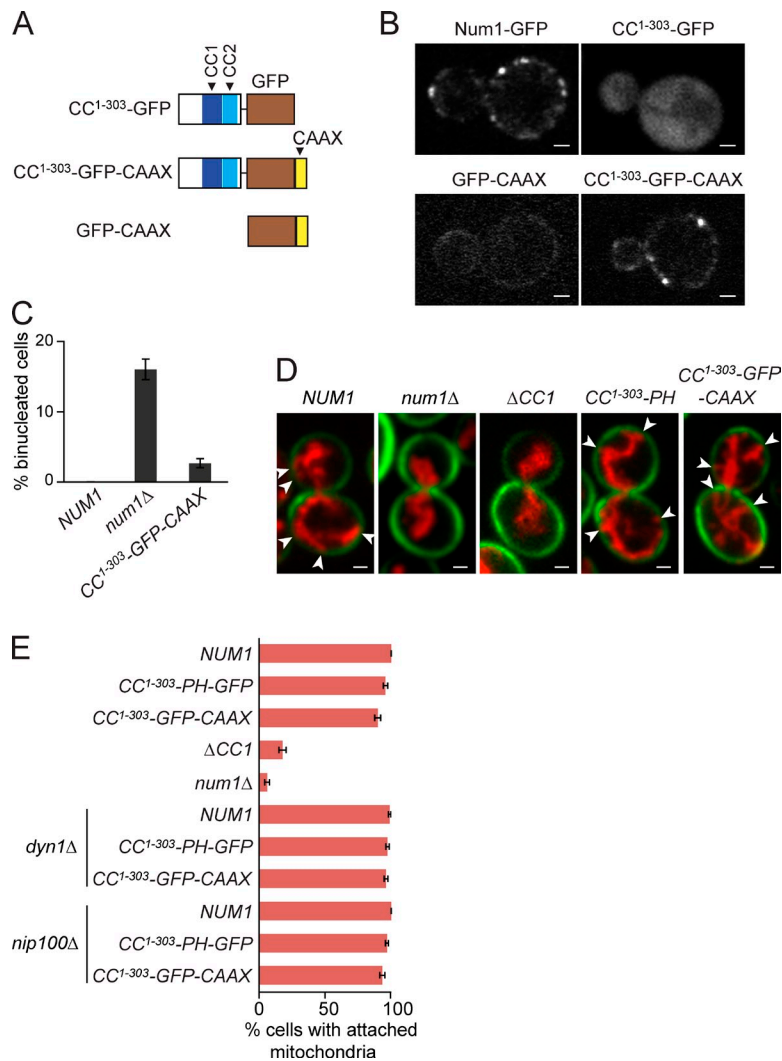 A
CC1
CC2
GFP
CC1-303-GFP
CAAX
CC1-303-GFP-CAAX
GFP-CAAX
B
Num1-GFP
CC1-303-GFP
GFP-CAAX
CC1-303-GFP-CAAX
C
% binucleated cells
20
10
0
NUM1
num1Δ
CC1-303-GFP-CAAX
D
NUM1
num1Δ
ΔCC1
CC1-303-PH
CC1-303-GFP
-CAAX
E
NUM1
CC1-303-PH-GFP
CC1-303-GFP-CAAX
ΔCC1
num1Δ
dyn1Δ
NUM1
CC1-303-PH-GFP
CC1-303-GFP-CAAX
nip100Δ
NUM1
CC1-303-PH-GFP
CC1-303-GFP-CAAX
0
50
100
% cells with attached
mitochondria